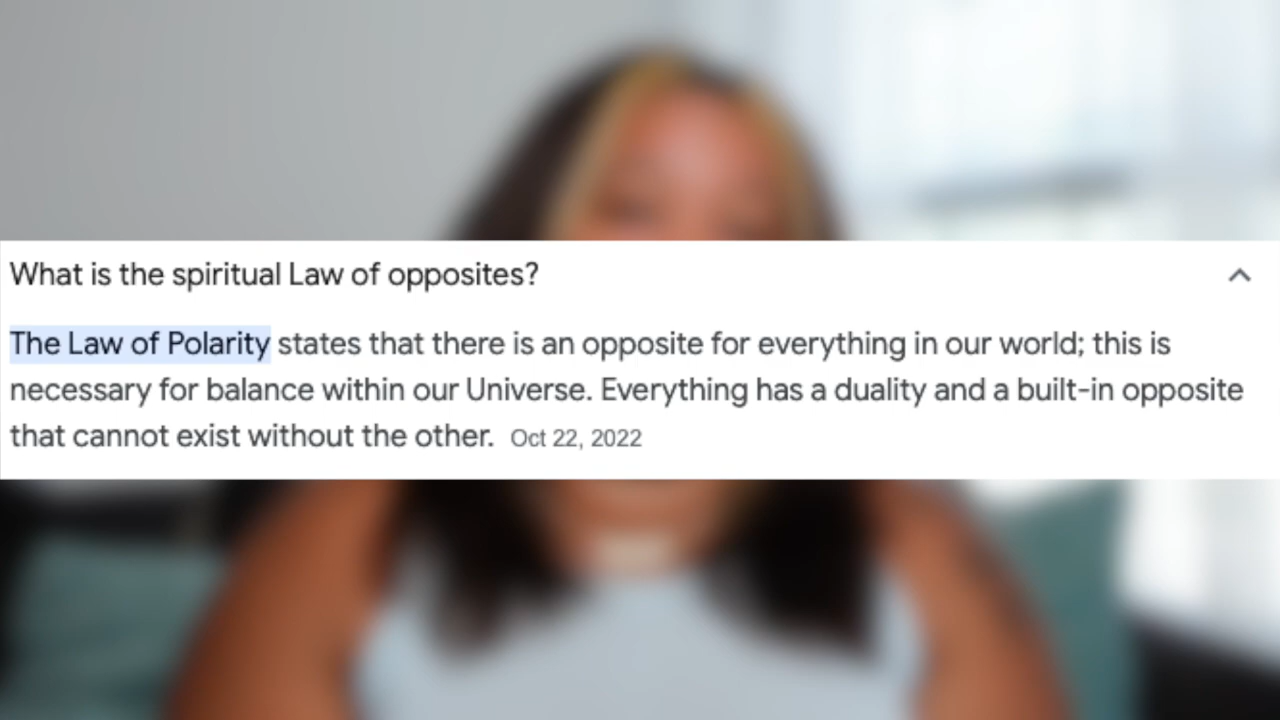 What is the spiritual Law of opposites?
The Law of Polarity states that there is an opposite for everything in our world; this is
necessary for balance within our Universe. Everything has a duality and a built-in opposite
that cannot exist without the other. Oct 22, 2022